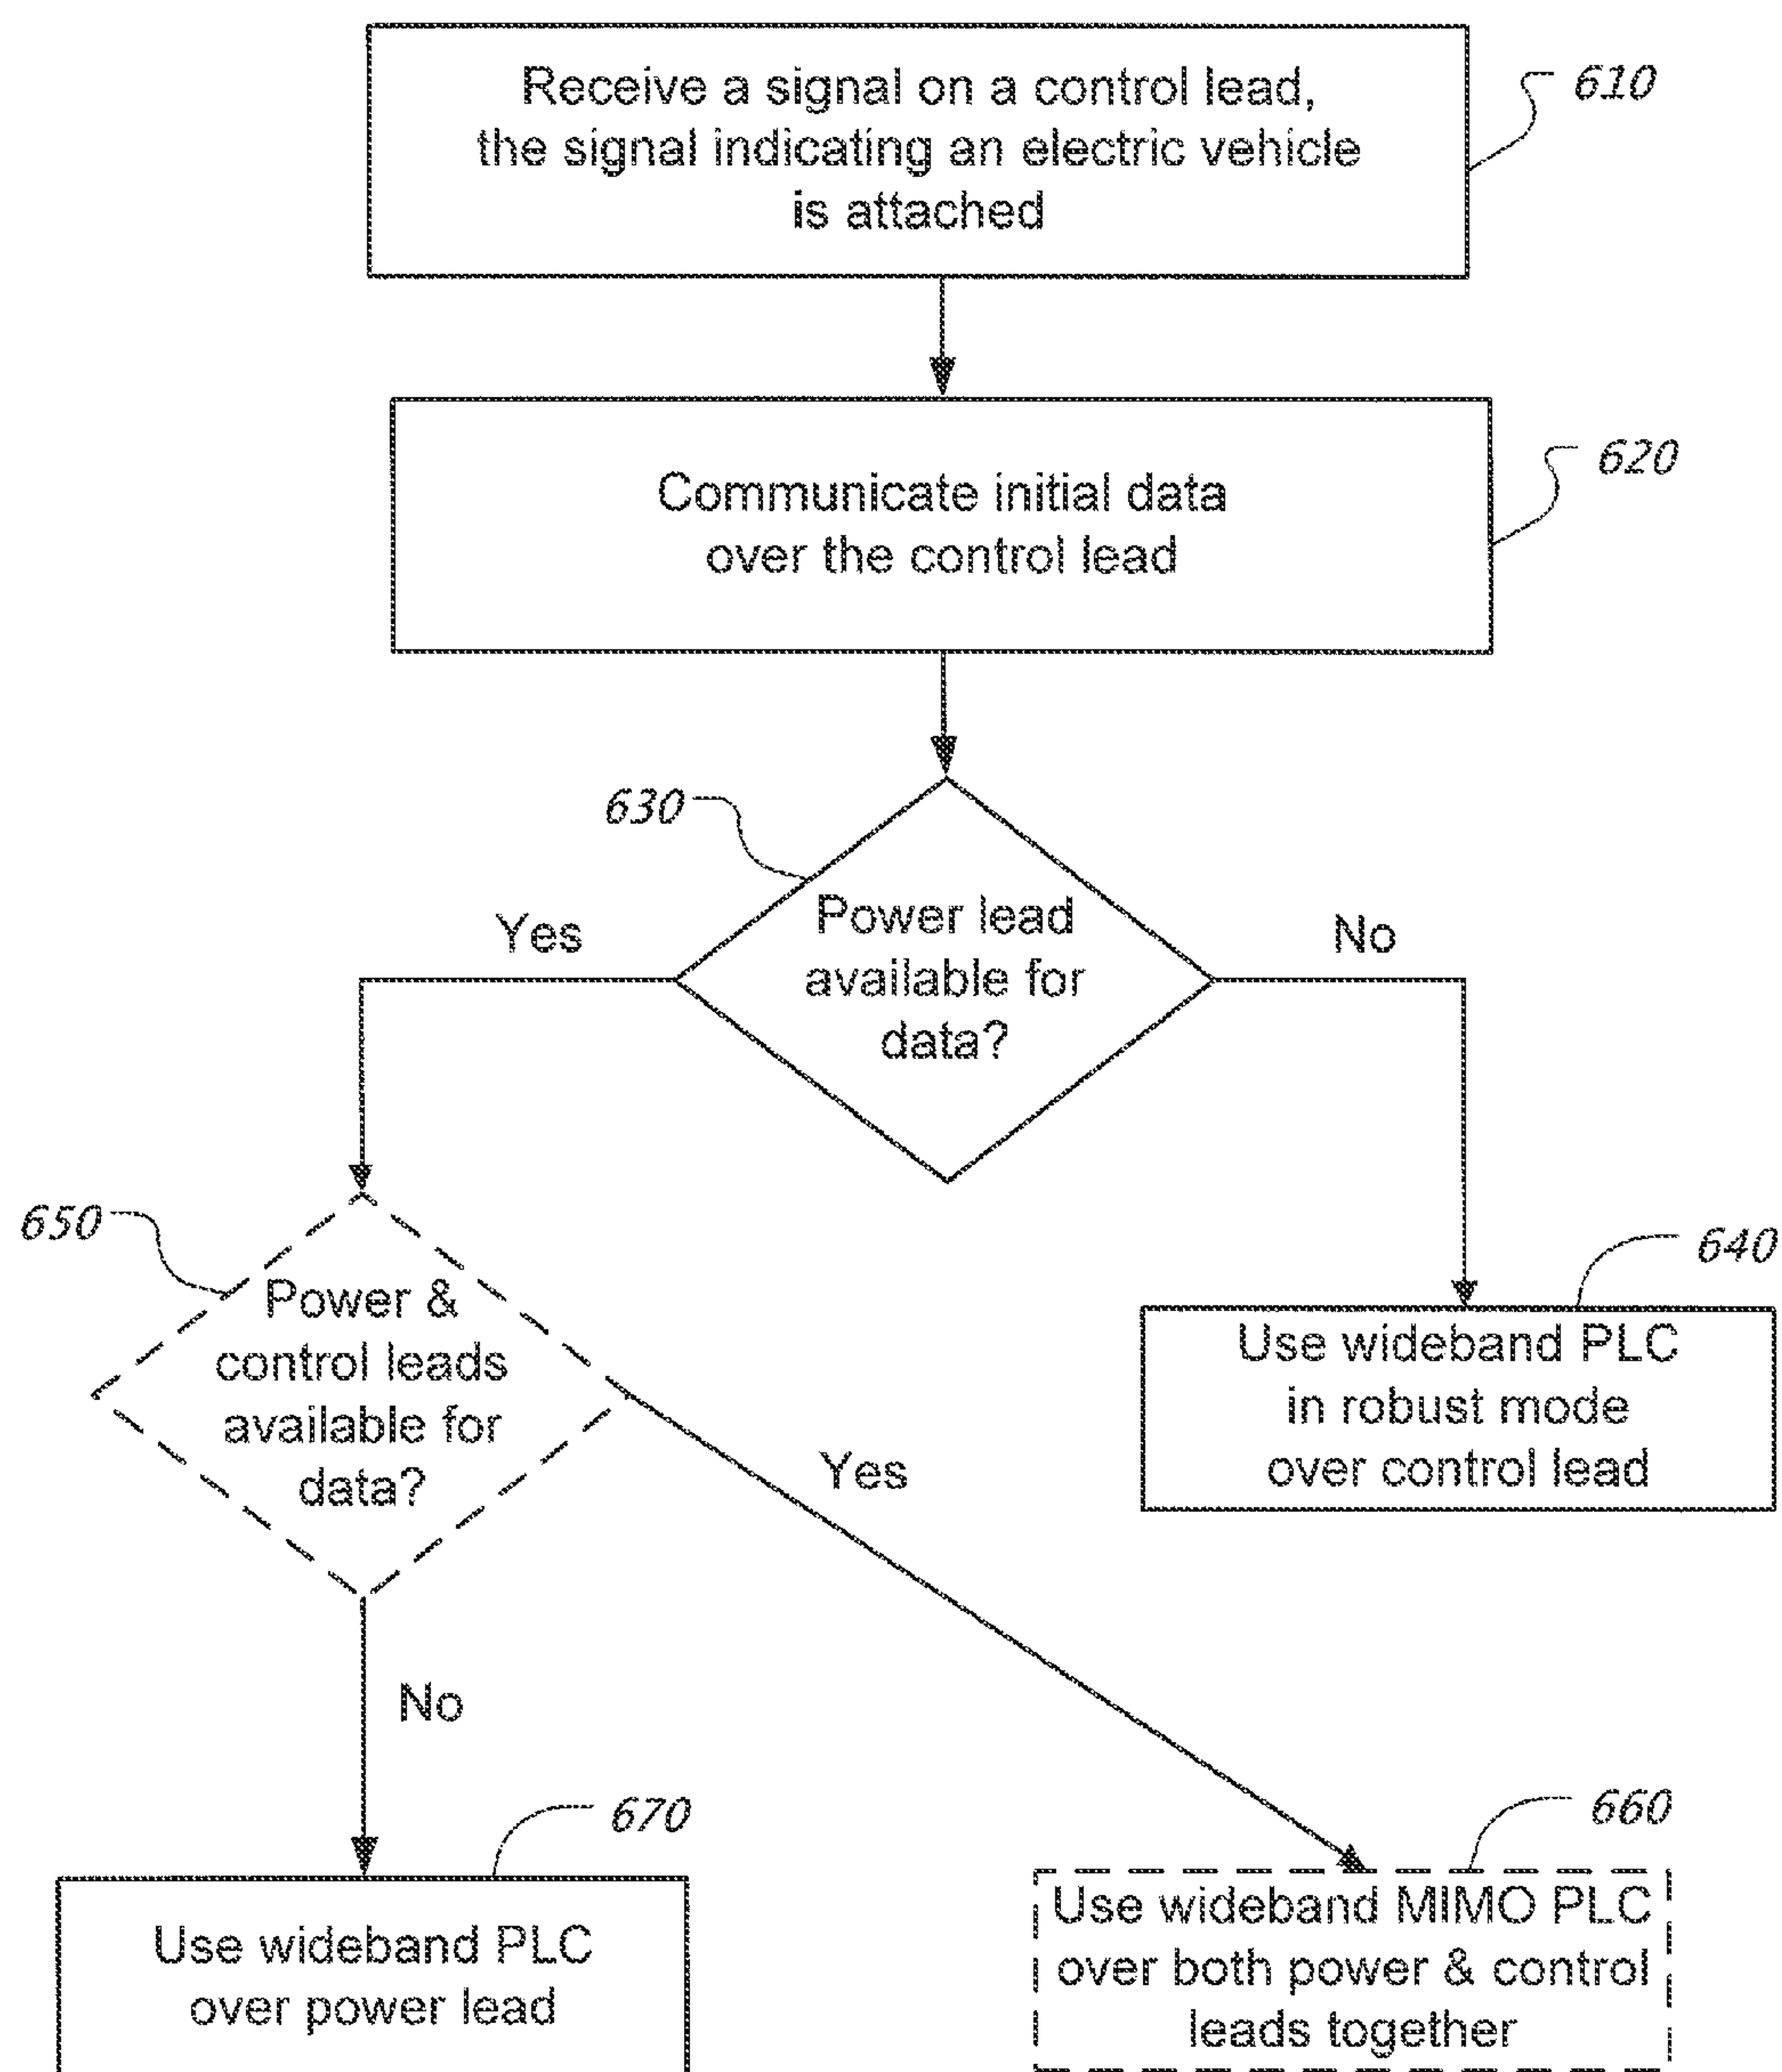 Receive a signal on a control lead,
the signal indicating an electric vehicle
is attached
610
Communicate initial data
over the control lead
620
630
Power lead
available for
data?
Yes
No
650
Power &
control leads
available for
data?
640
Use wideband PLC
in robust mode
over control lead
Yes
No
670
Use wideband PLC
over power lead
660
Use wideband MIMO PLC
over both power & control
leads together